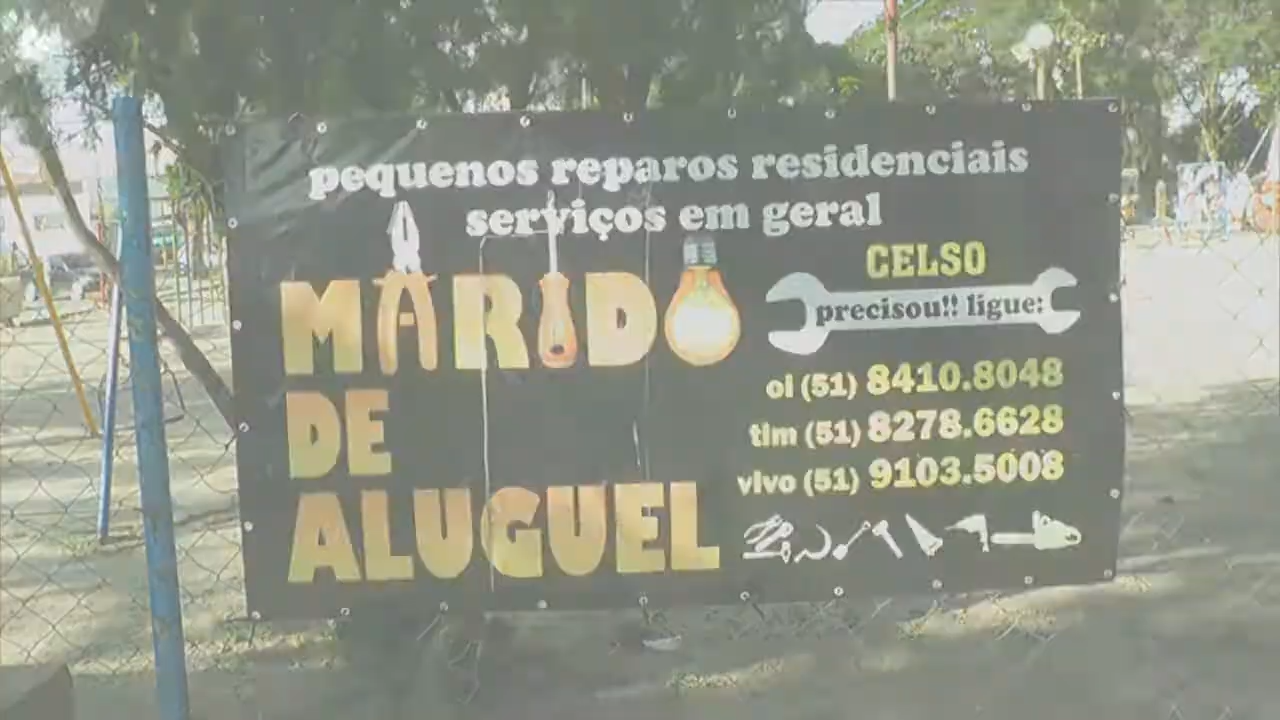 pequenos reparos residenciais
serviços em geral
MARIDO
DE
ALUGUEL
CELSO
precisou!! ligue:
oi (51) 8410.8048
tim (51) 8278.6628
vivo (51) 9103.5008